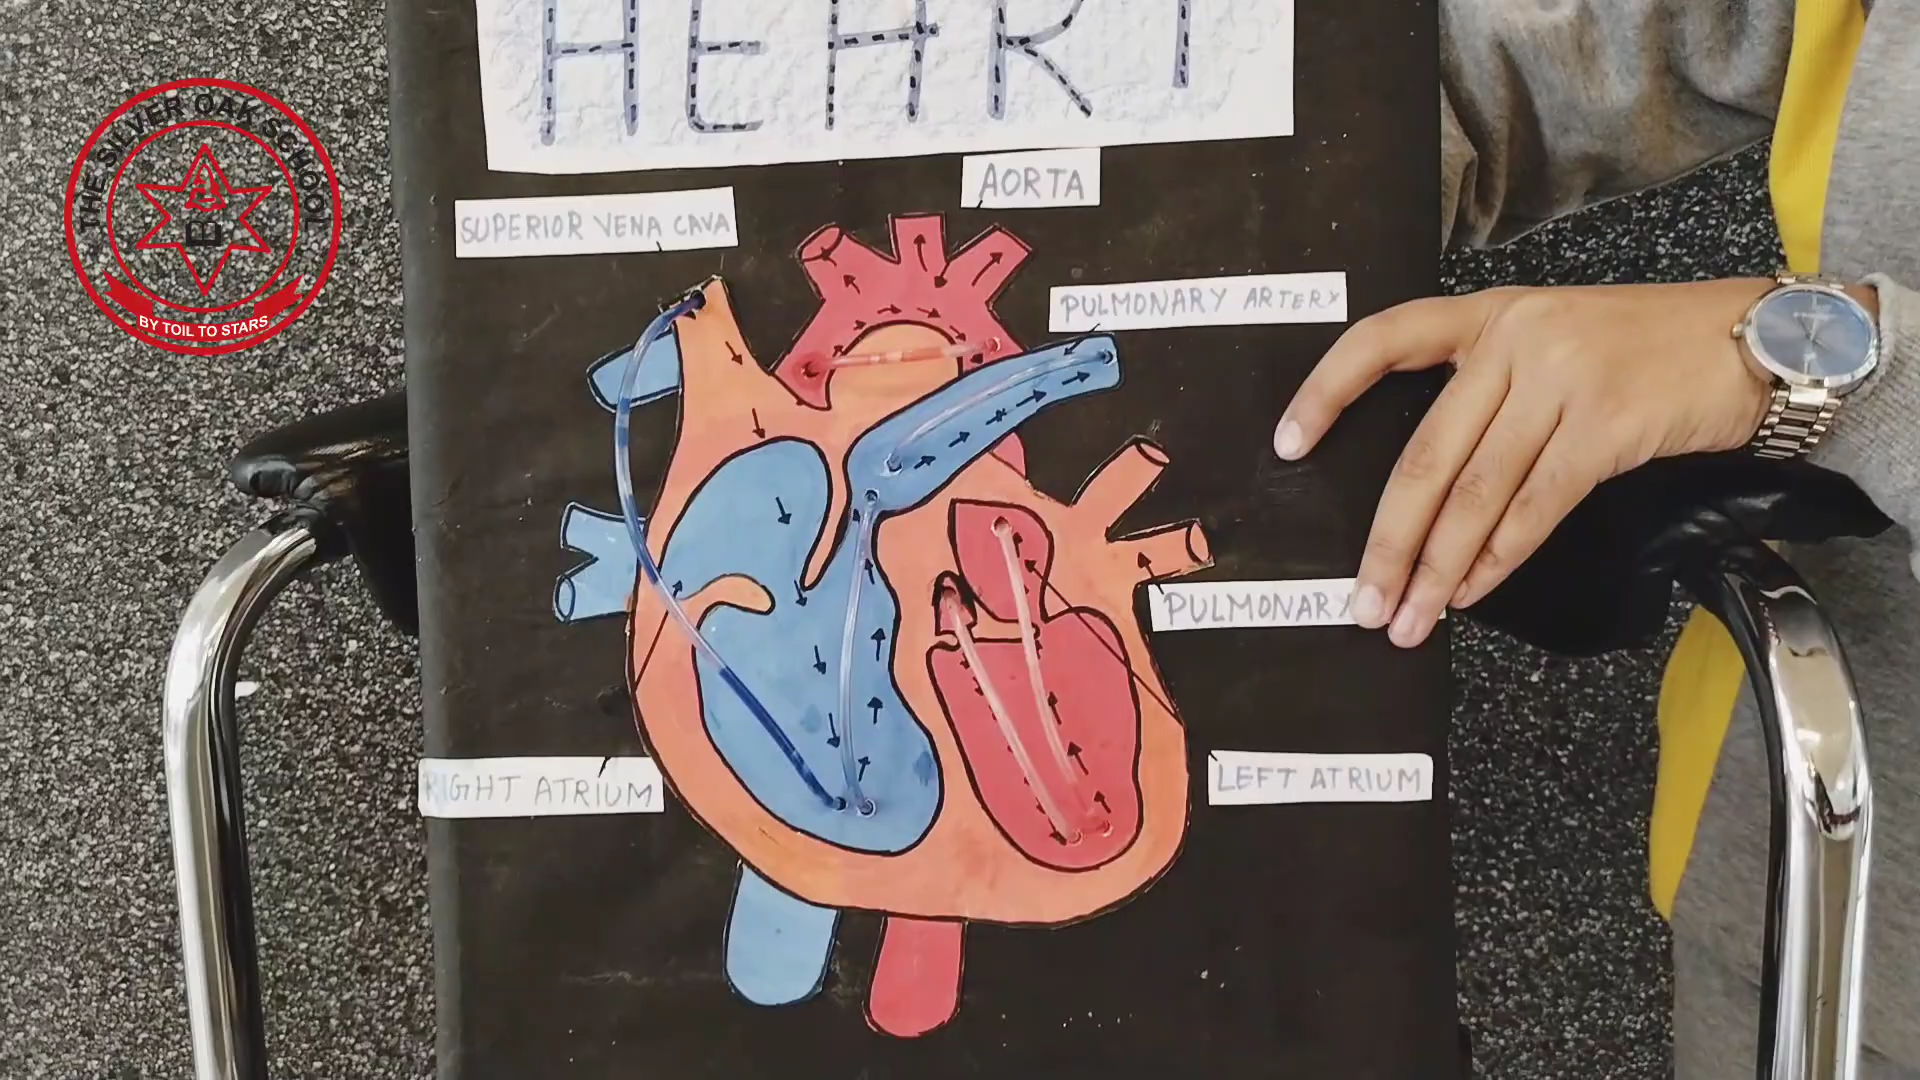 HEART
THE SILVER OAK SCHOOL
BY TOIL TO STARS
AORTA
SUPERIOR VENA CAVA
PULMONARY ARTERY
PULMONARY
RIGHT ATRIUM
LEFT ATRIUM